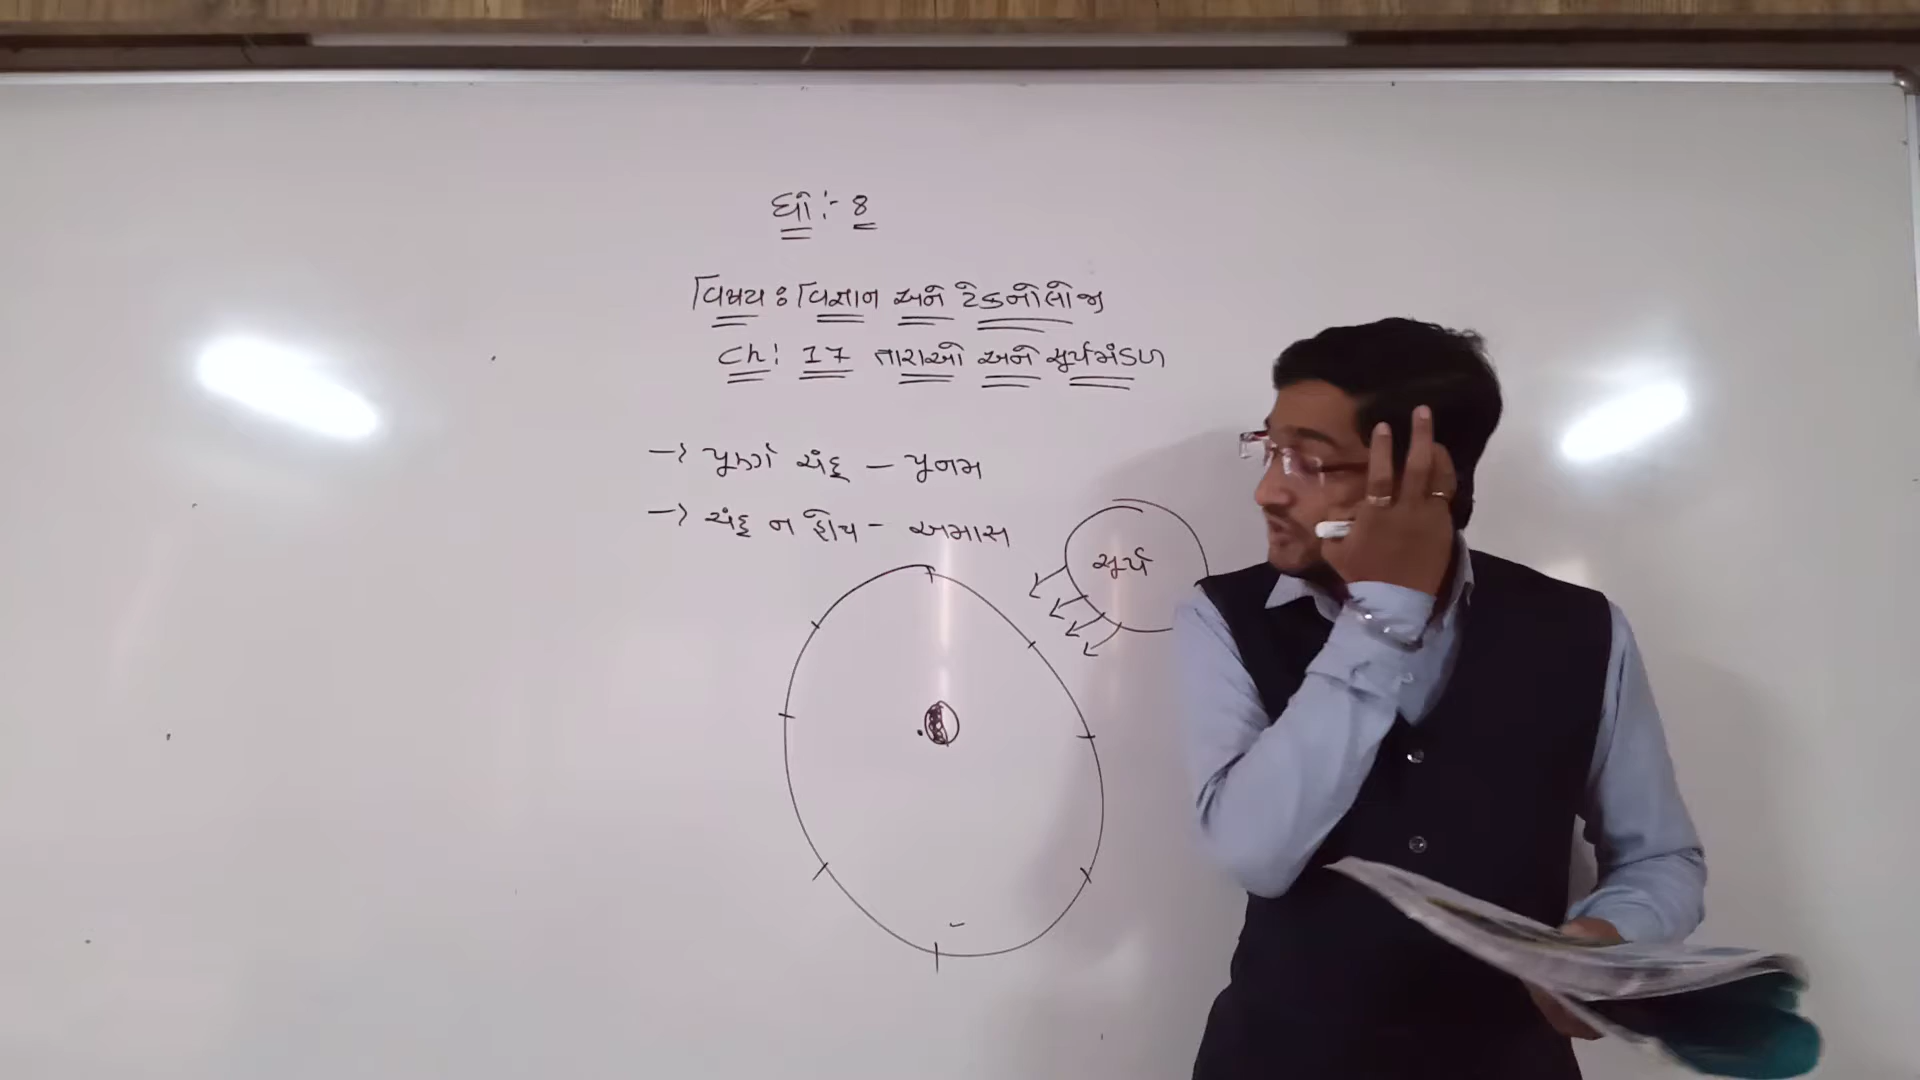 ધો:- 8
વિષય : વિજ્ઞાન અને ટેકનોલોજી
Ch: 17 તારાઓ અને સૂર્યમંડળ
→ પૂર્ણ ચંદ્ર – પૂનમ
→ ચંદ્ર ન હોય - અમાસ
સૂર્ય